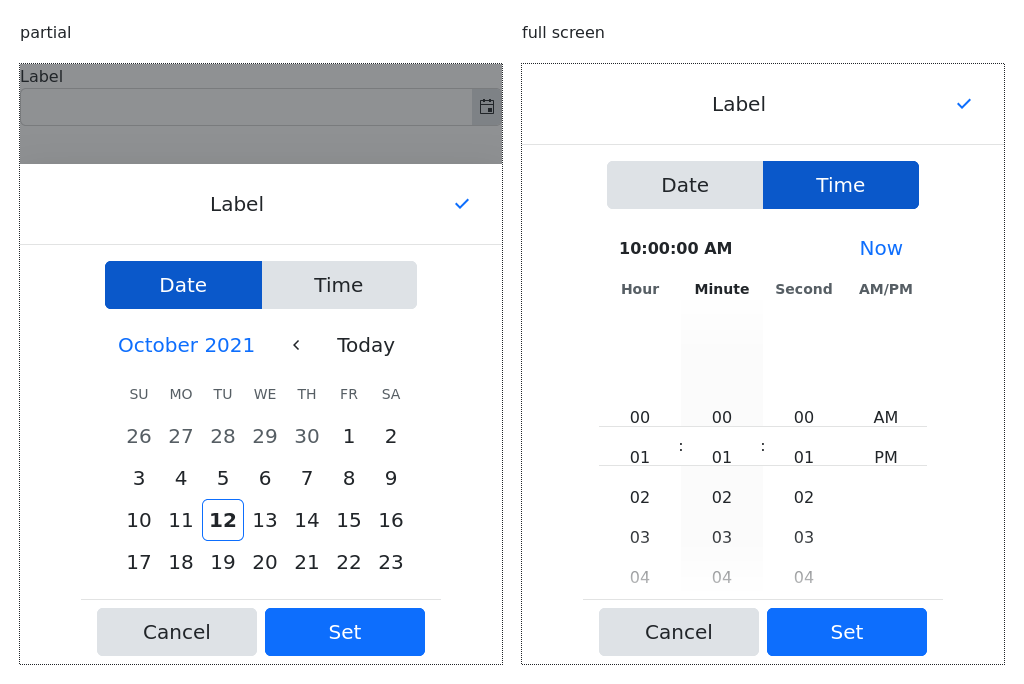 partial
Label
Label
Date Time
October 2021 Today
SU MO TU WE TH FR SA
26 27 28 29 30 1 2
3 4 5 6 7 8 9
10 11 12 13 14 15 16
17 18 19 20 21 22 23
Cancel Set
full screen
Label
Date Time
10:00:00 AM Now
Hour Minute Second AM/PM
00 00 00 AM
: :
01 01 01 PM
02 02 02
03 03 03
04 04 04
Cancel Set